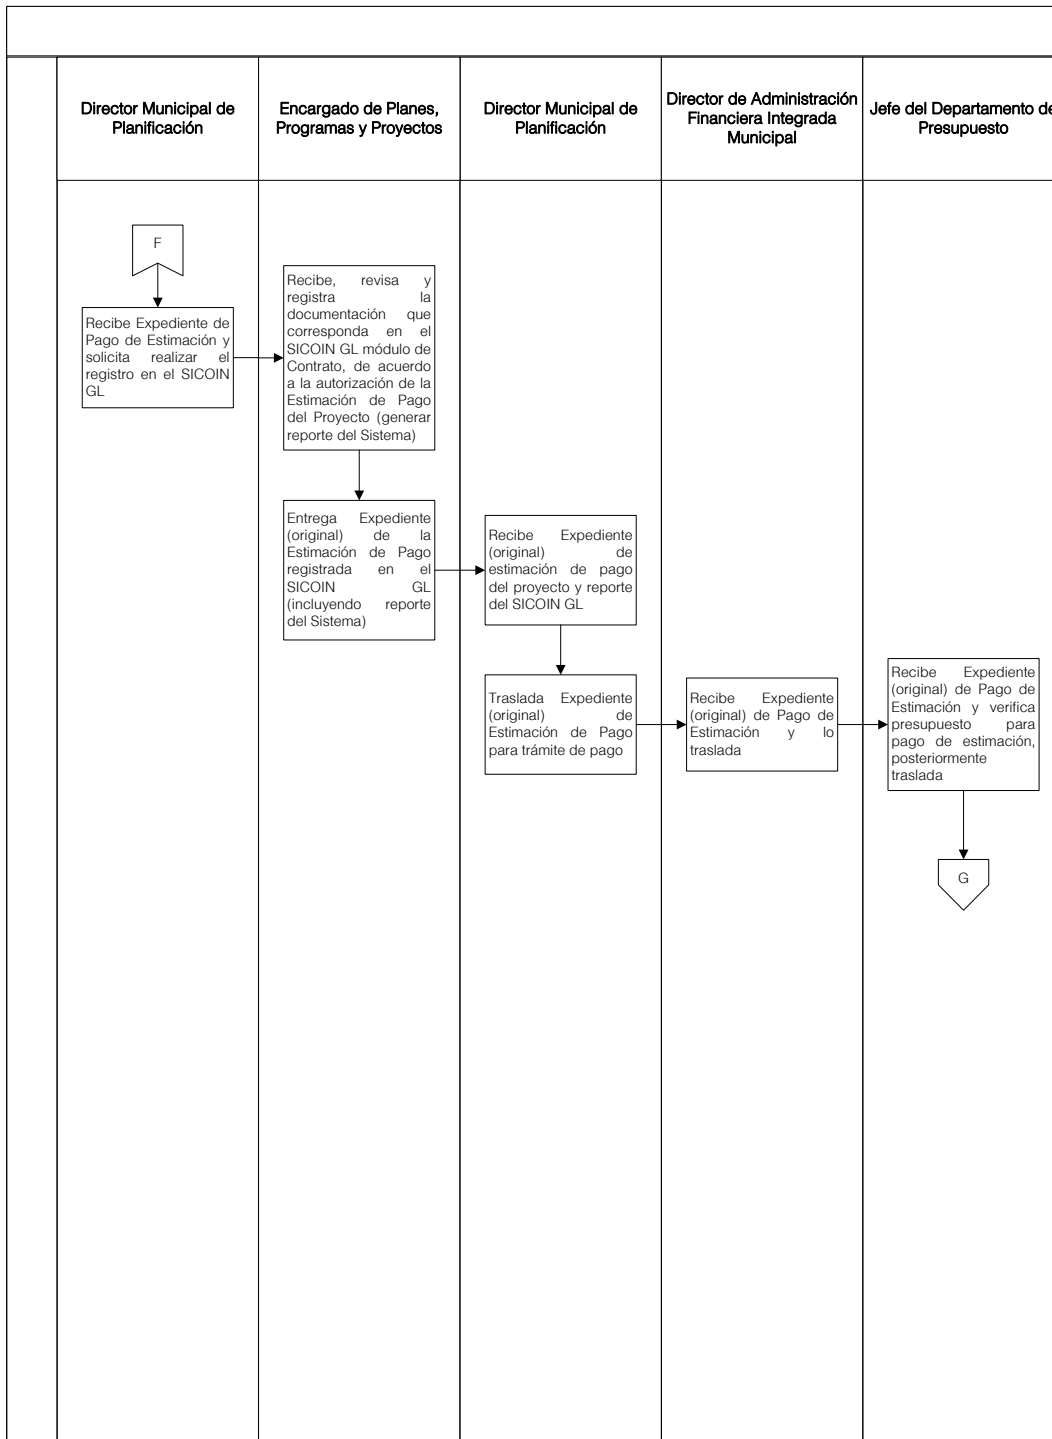 Director Municipal de
Planificación
Encargado de Planes,
Programas y Proyectos
Director Municipal de
Planificación
Director de Administración
Financiera Integrada
Municipal
Jefe del Departamento de
Presupuesto
F
Recibe Expediente de
Pago de Estimación y
solicita realizar el
registro en el SICOIN
GL
Recibe, revisa y
registra la
documentación que
corresponda en el
SICOIN GL módulo de
Contrato, de acuerdo
a la autorización de la
Estimación de Pago
del Proyecto (generar
reporte del Sistema)
Entrega Expediente
(original) de la
Estimación de Pago
registrada en el
SICOIN GL
(incluyendo reporte
del Sistema)
Recibe Expediente
(original) de
estimación de pago
del proyecto y reporte
del SICOIN GL
Traslada Expediente
(original) de
Estimación de Pago
para trámite de pago
Recibe Expediente
(original) de Pago de
Estimación y lo
traslada
Recibe Expediente
(original) de Pago de
Estimación y verifica
presupuesto para
pago de estimación,
posteriormente
traslada
G